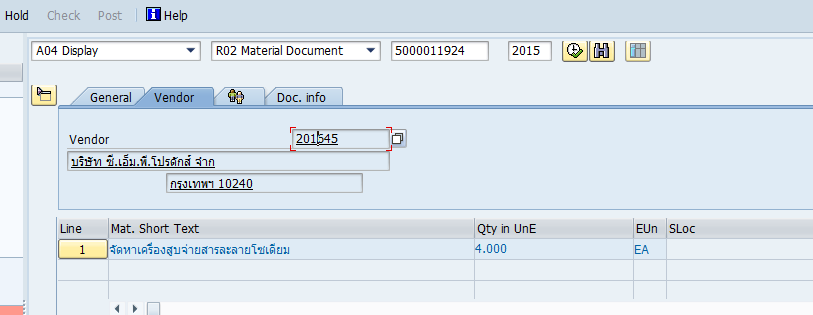 Hold Check Post Help
A04 Display R02 Material Document 5000011924 2015
General Vendor Doc. info
Vendor 201645
บริษัท ซี.เอ็ม.พี.โปรดักส์ จำก
กรุงเทพฯ 10240
Line Mat. Short Text Qty in UnE EUn SLoc
1 จัดหาเครื่องสูบจ่ายสารละลายโซเดียม 4.000 EA